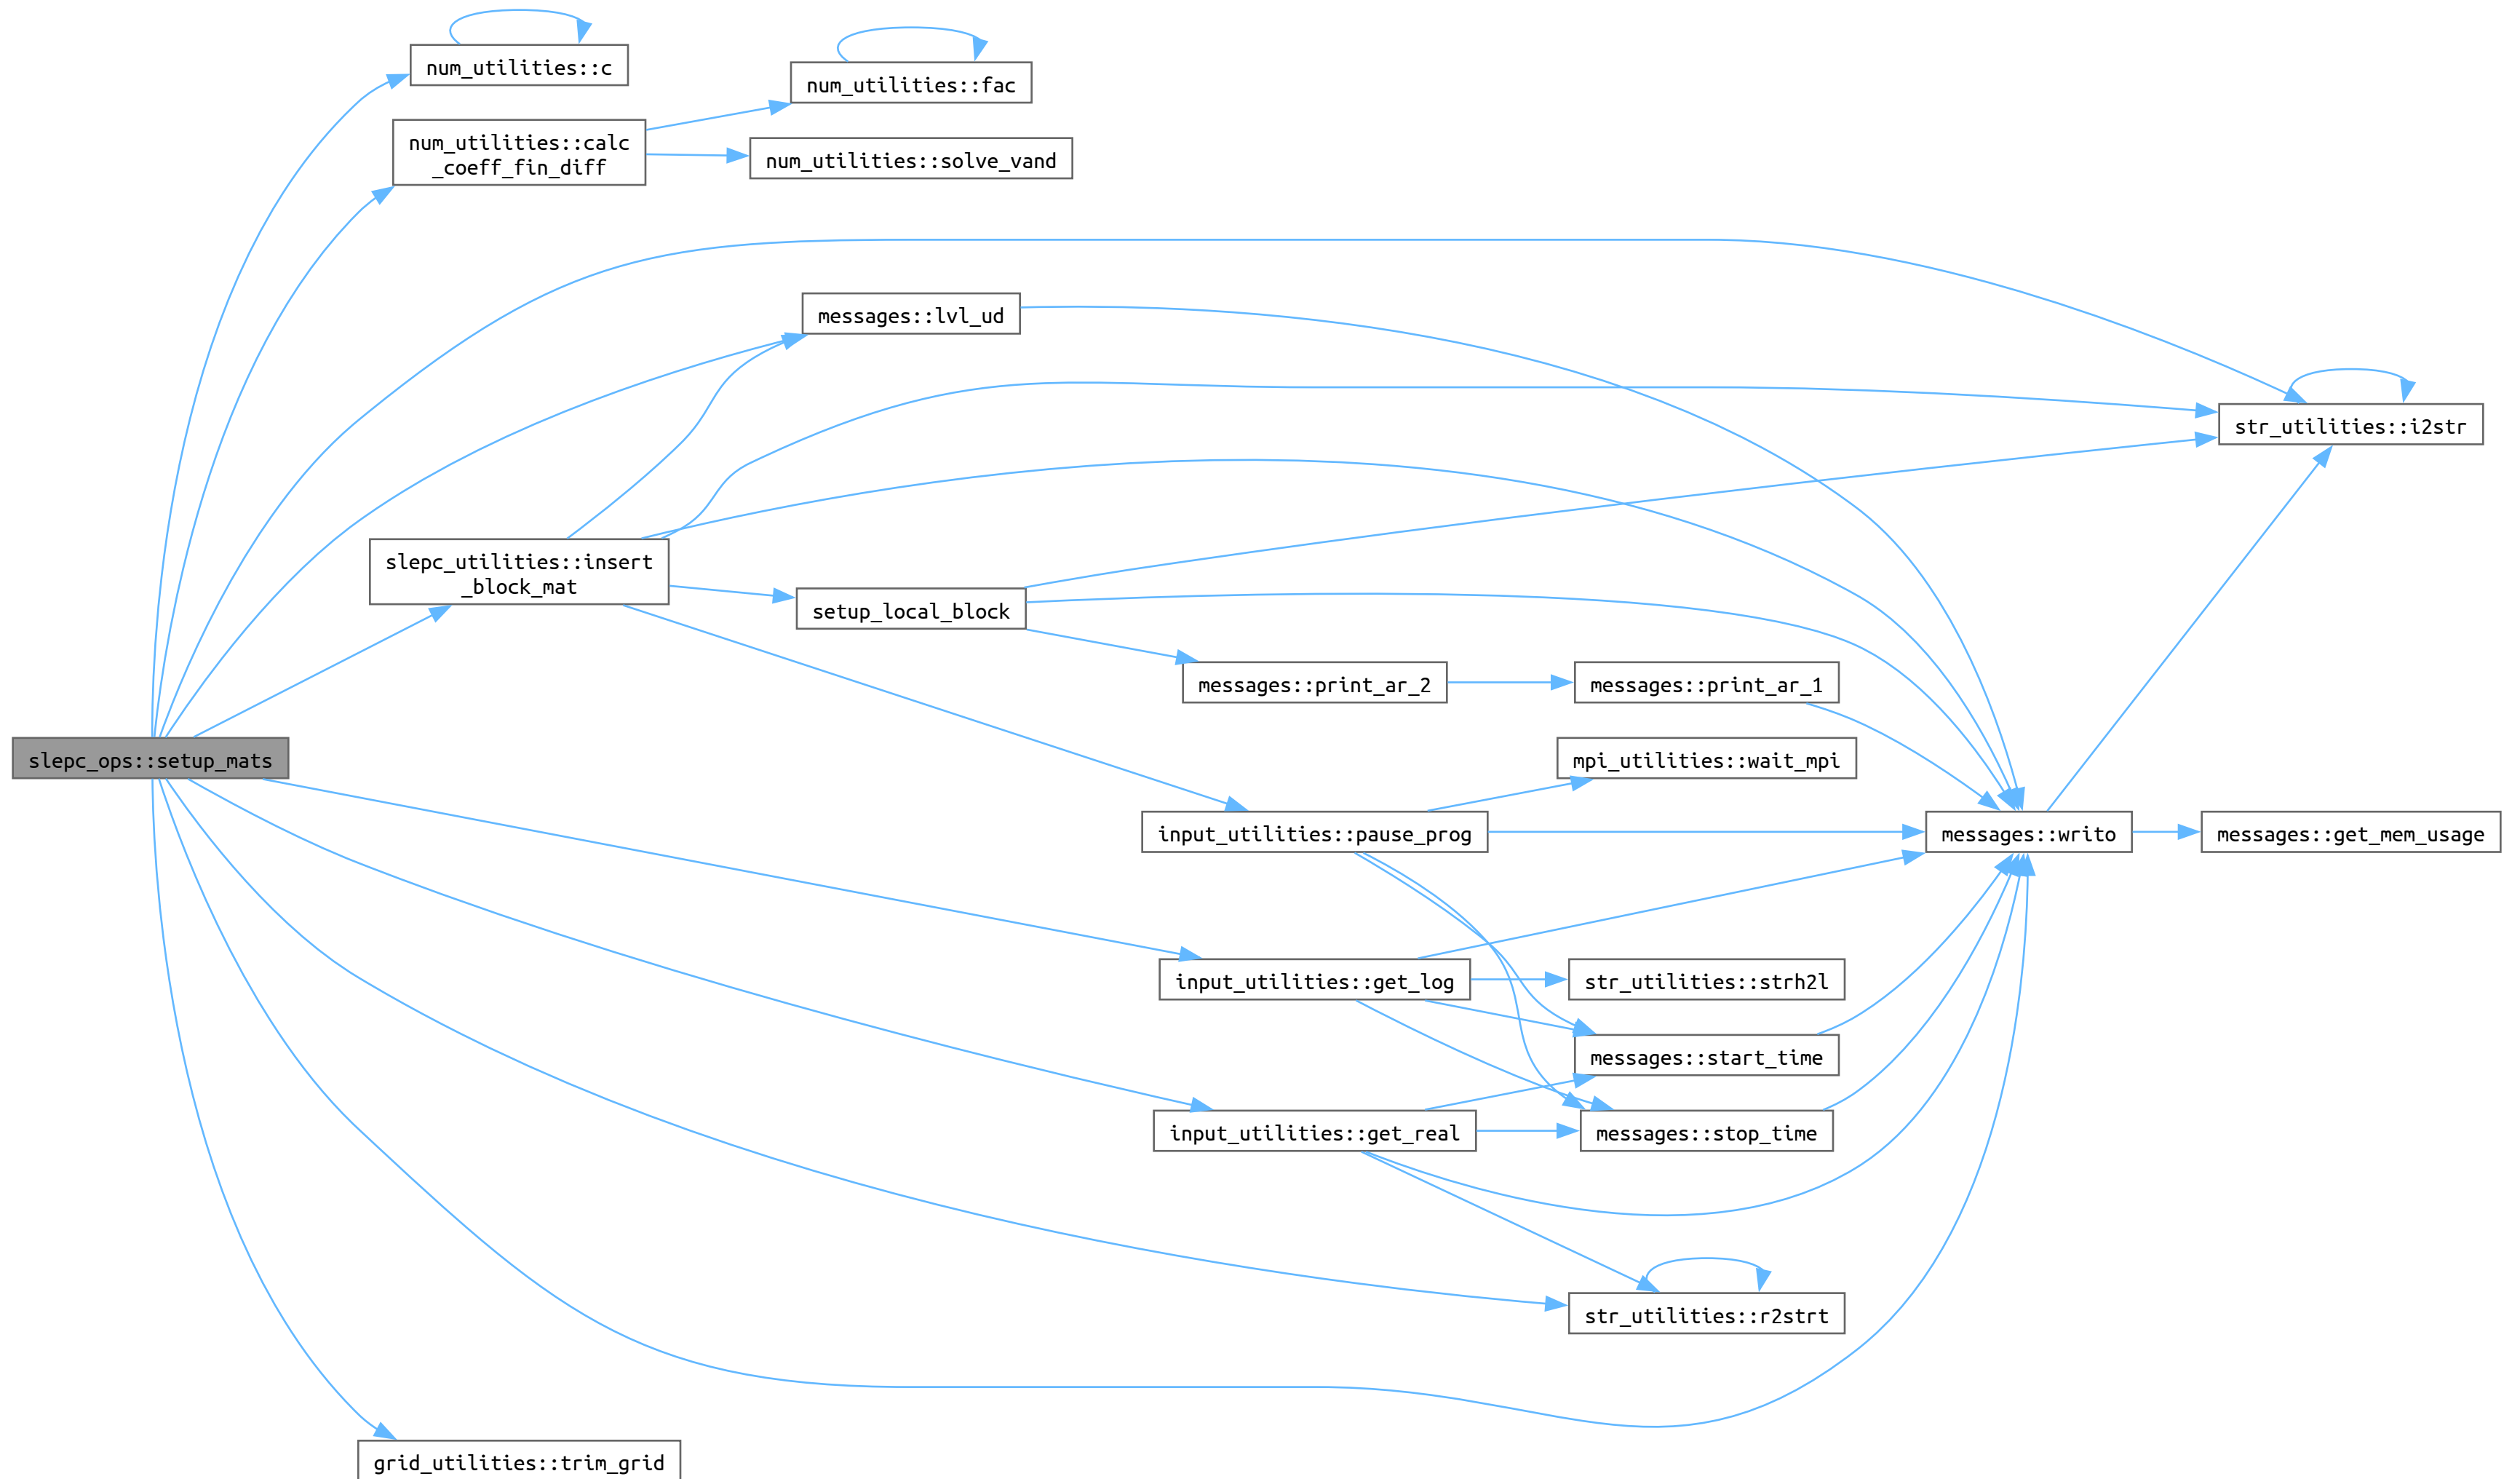 num_utilities::c
num_utilities::fac
num_utilities::calc
_coeff_fin_diff
num_utilities::solve_vand
messages::lvl_ud
str_utilities::i2str
slepc_utilities::insert
_block_mat
setup_local_block
messages::print_ar_2
messages::print_ar_1
slepc_ops::setup_mats
mpi_utilities::wait_mpi
input_utilities::pause_prog
messages::writo
messages::get_mem_usage
input_utilities::get_log
str_utilities::strh2l
messages::start_time
input_utilities::get_real
messages::stop_time
str_utilities::r2strt
grid_utilities::trim_grid